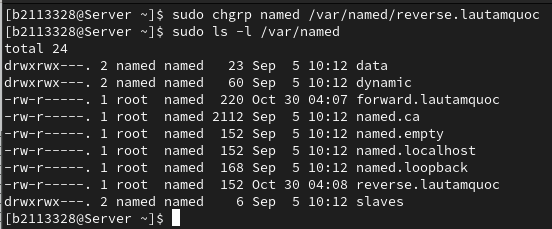 [b2113328@Server ~]$ sudo chgrp named /var/named/reverse.lautamquoc
[b2113328@Server ~]$ sudo ls -l /var/named
total 24
drwxrwx---. 2 named named   23 Sep  5 10:12 data
drwxrwx---. 2 named named   60 Sep  5 10:12 dynamic
-rw-r-----. 1 root  named  220 Oct 30 04:07 forward.lautamquoc
-rw-r-----. 1 root  named 2112 Sep  5 10:12 named.ca
-rw-r-----. 1 root  named  152 Sep  5 10:12 named.empty
-rw-r-----. 1 root  named  152 Sep  5 10:12 named.localhost
-rw-r-----. 1 root  named  168 Sep  5 10:12 named.loopback
-rw-r-----. 1 root  named  152 Oct 30 04:08 reverse.lautamquoc
drwxrwx---. 2 named named    6 Sep  5 10:12 slaves
[b2113328@Server ~]$